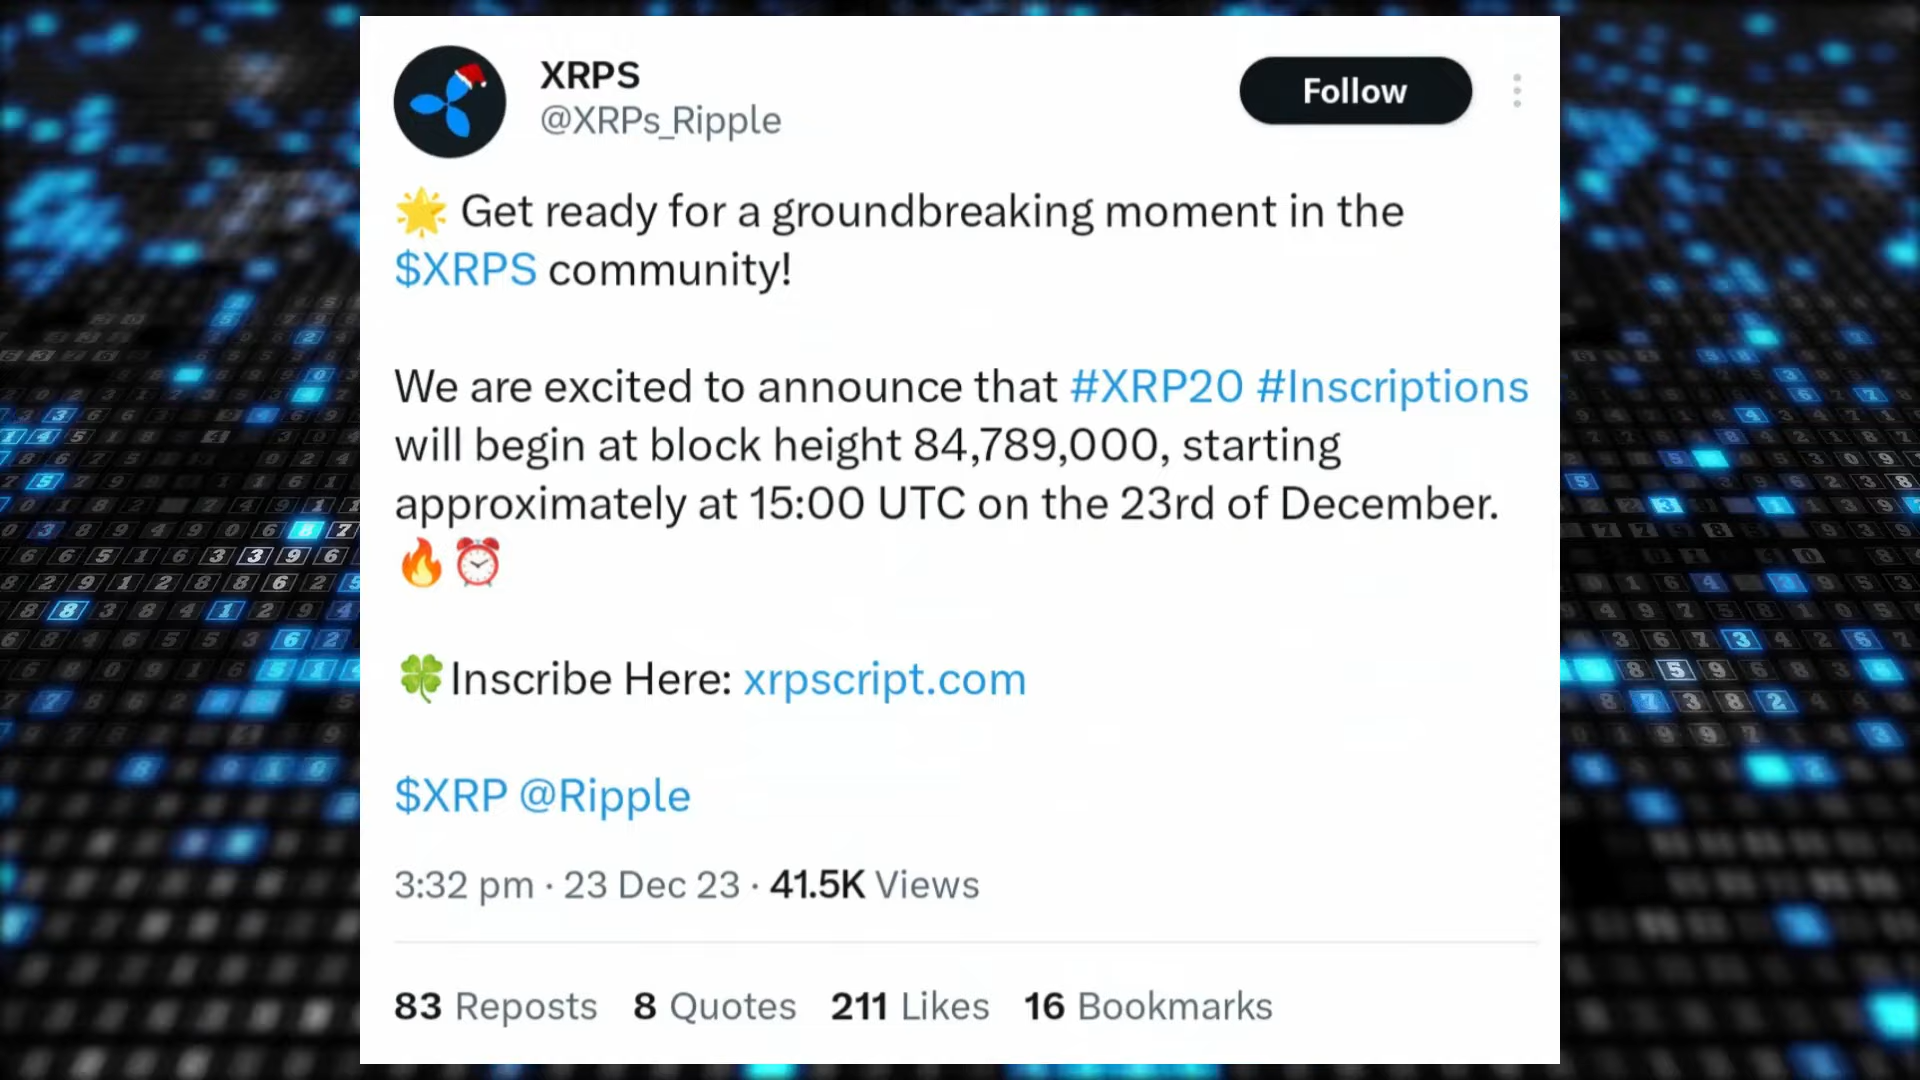 XRPS
@XRPs_Ripple
Follow
🌟 Get ready for a groundbreaking moment in the
$XRPS community!
We are excited to announce that #XRP20 #Inscriptions
will begin at block height 84,789,000, starting
approximately at 15:00 UTC on the 23rd of December.
🔥⏰
🍀Inscribe Here: xrpscript.com
$XRP @Ripple
3:32 pm · 23 Dec 23 · 41.5K Views
83 Reposts 8 Quotes 211 Likes 16 Bookmarks